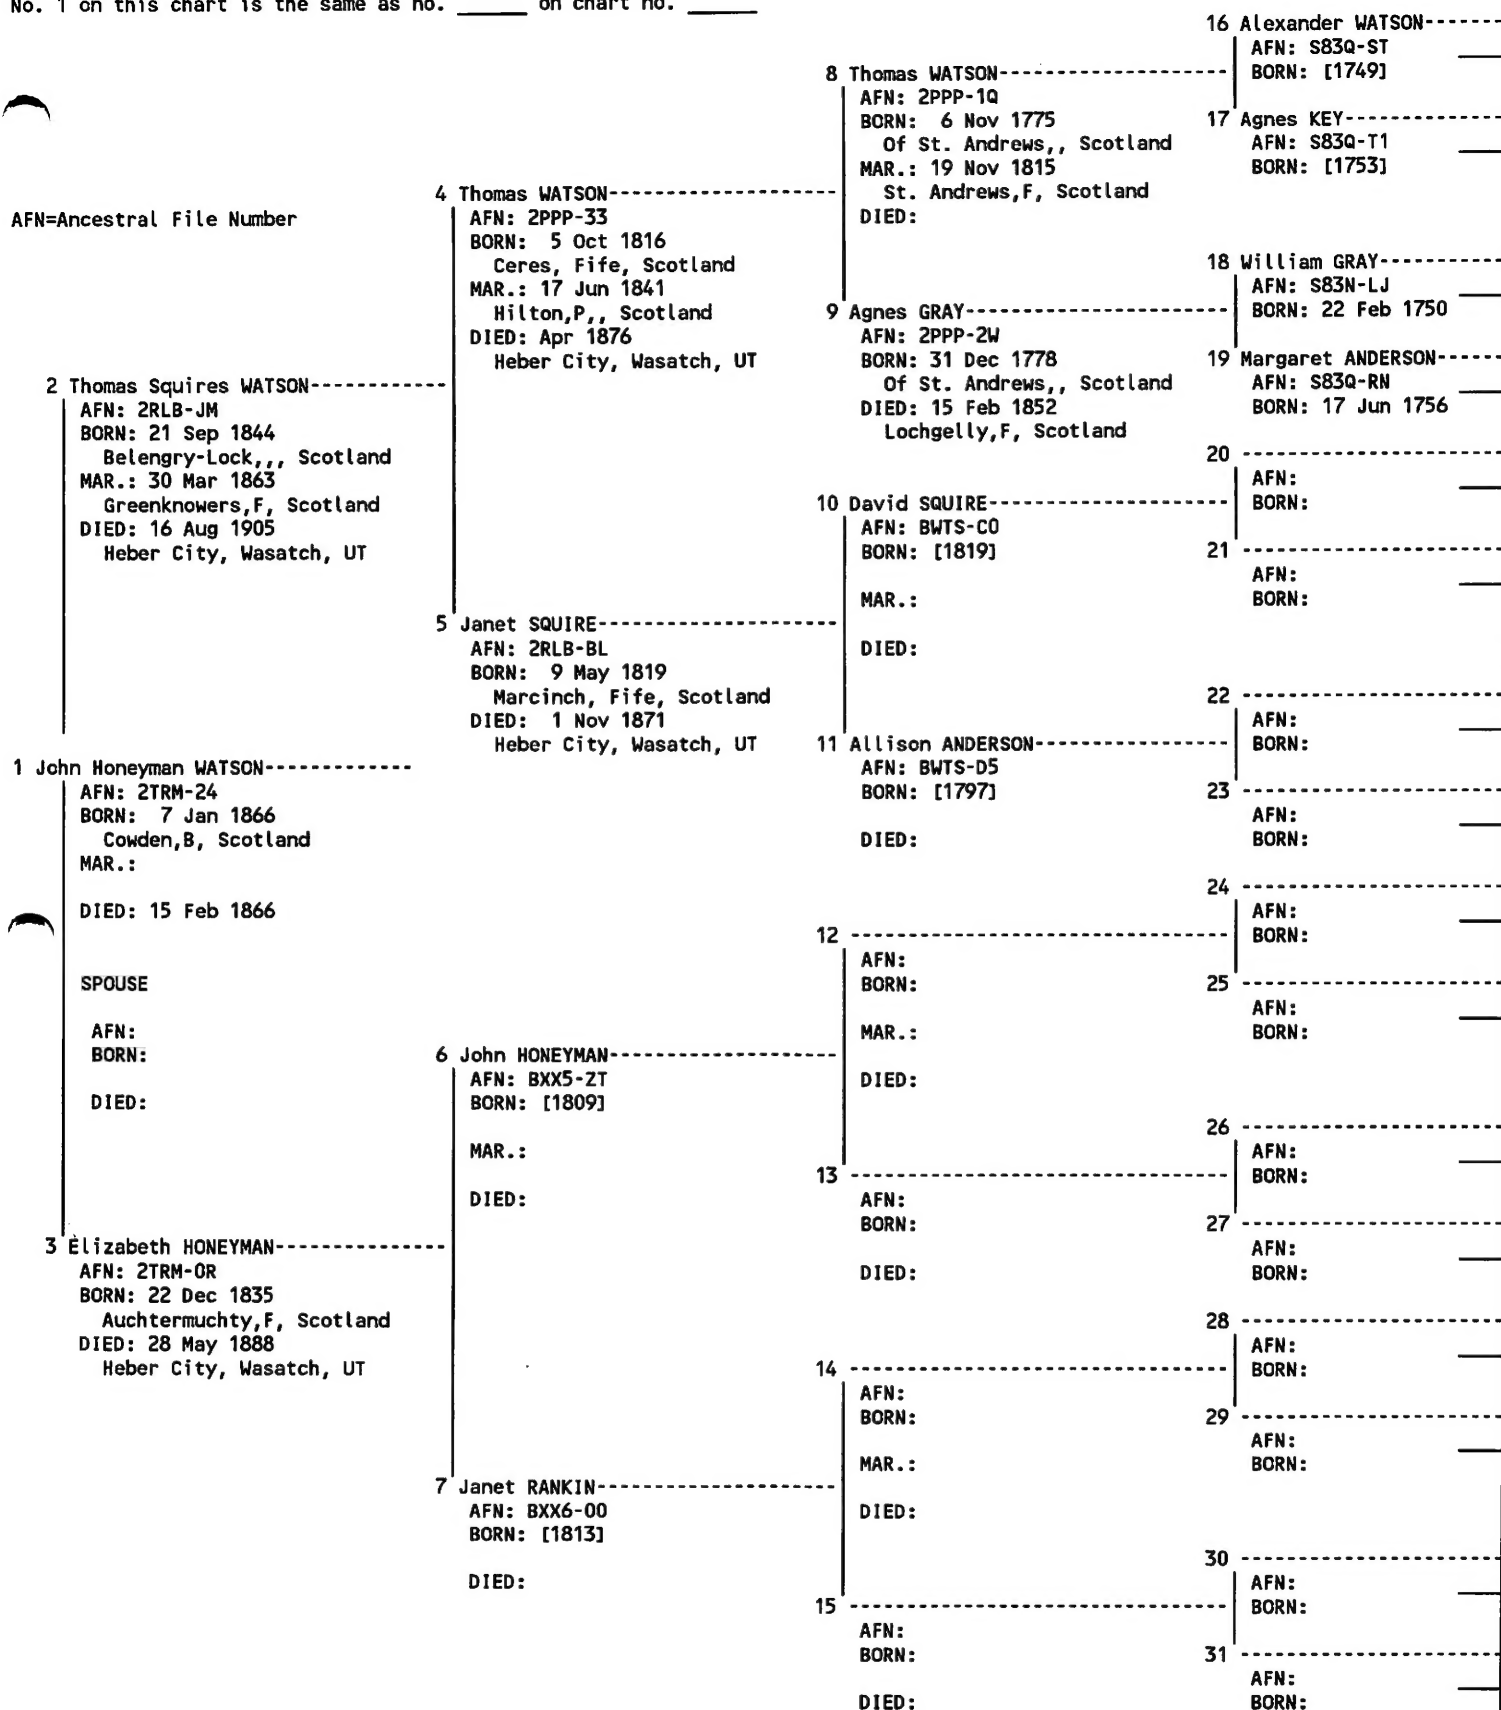 No. 1 on this chart is the same as no. ______ on chart no. ______
16 Alexander WATSON
AFN: S83Q-ST
BORN: [1749]
8 Thomas WATSON
AFN: 2PPP-1Q
BORN: 6 Nov 1775
Of St. Andrews,, Scotland
MAR.: 19 Nov 1815
St. Andrews,F, Scotland
DIED:
17 Agnes KEY
AFN: S83Q-T1
BORN: [1753]
4 Thomas WATSON
AFN: 2PPP-33
BORN: 5 Oct 1816
Ceres, Fife, Scotland
MAR.: 17 Jun 1841
Hilton,P,, Scotland
DIED: Apr 1876
Heber City, Wasatch, UT
AFN=Ancestral File Number
18 William GRAY
AFN: S83N-LJ
BORN: 22 Feb 1750
9 Agnes GRAY
AFN: 2PPP-2W
BORN: 31 Dec 1778
Of St. Andrews,, Scotland
DIED: 15 Feb 1852
Lochgelly,F, Scotland
19 Margaret ANDERSON
AFN: S83Q-RN
BORN: 17 Jun 1756
2 Thomas Squires WATSON
AFN: 2RLB-JM
BORN: 21 Sep 1844
Belengry-Lock,,, Scotland
MAR.: 30 Mar 1863
Greenknowers,F, Scotland
DIED: 16 Aug 1905
Heber City, Wasatch, UT
20
AFN:
BORN:
10 David SQUIRE
AFN: BWTS-C0
BORN: [1819]
MAR.:
DIED:
21
AFN:
BORN:
5 Janet SQUIRE
AFN: 2RLB-BL
BORN: 9 May 1819
Marcinch, Fife, Scotland
DIED: 1 Nov 1871
Heber City, Wasatch, UT
22
AFN:
BORN:
11 Allison ANDERSON
AFN: BWTS-D5
BORN: [1797]
DIED:
23
AFN:
BORN:
1 John Honeyman WATSON
AFN: 2TRM-24
BORN: 7 Jan 1866
Cowden,B, Scotland
MAR.:
DIED: 15 Feb 1866
SPOUSE
AFN:
BORN:
DIED:
24
AFN:
BORN:
12
AFN:
BORN:
MAR.:
DIED:
25
AFN:
BORN:
6 John HONEYMAN
AFN: BXX5-ZT
BORN: [1809]
MAR.:
DIED:
26
AFN:
BORN:
13
AFN:
BORN:
DIED:
27
AFN:
BORN:
3 Elizabeth HONEYMAN
AFN: 2TRM-0R
BORN: 22 Dec 1835
Auchtermuchty,F, Scotland
DIED: 28 May 1888
Heber City, Wasatch, UT
28
AFN:
BORN:
14
AFN:
BORN:
MAR.:
DIED:
29
AFN:
BORN:
7 Janet RANKIN
AFN: BXX6-00
BORN: [1813]
DIED:
30
AFN:
BORN:
15
AFN:
BORN:
DIED:
31
AFN:
BORN: